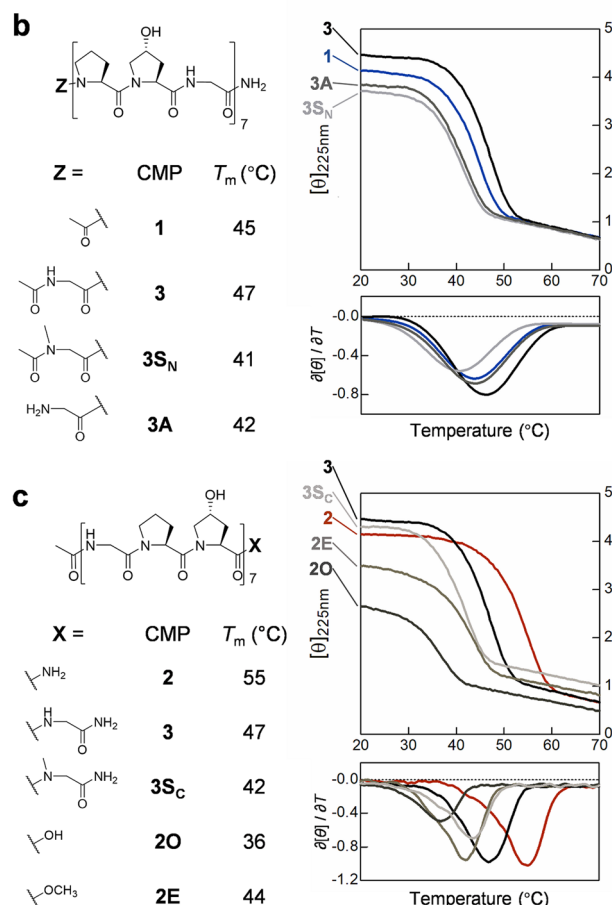 b
OH
Z
N
O
N
O
H
N
O
NH2
7
Z =
CMP
Tm (°C)
O
1
45
H
N
O
O
3
47
N
O
O
3SN
41
H2N
O
3A
42
3
1
3A
3SN
5
4
3
2
1
0
[θ]225nm
20 30 40 50 60 70
-0.0
-0.4
-0.8
∂[θ] / ∂T
Temperature (°C)
c
OH
O
H
N
O
N
O
N
O
X
7
X =
CMP
Tm (°C)
NH2
2
55
H
N
O
NH2
3
47
N
O
NH2
3SC
42
OH
2O
36
OCH3
2E
44
3
3SC
2
2E
2O
5
4
3
2
1
0
[θ]225nm
20 30 40 50 60 70
-0.0
-0.4
-0.8
-1.2
∂[θ] / ∂T
Temperature (°C)